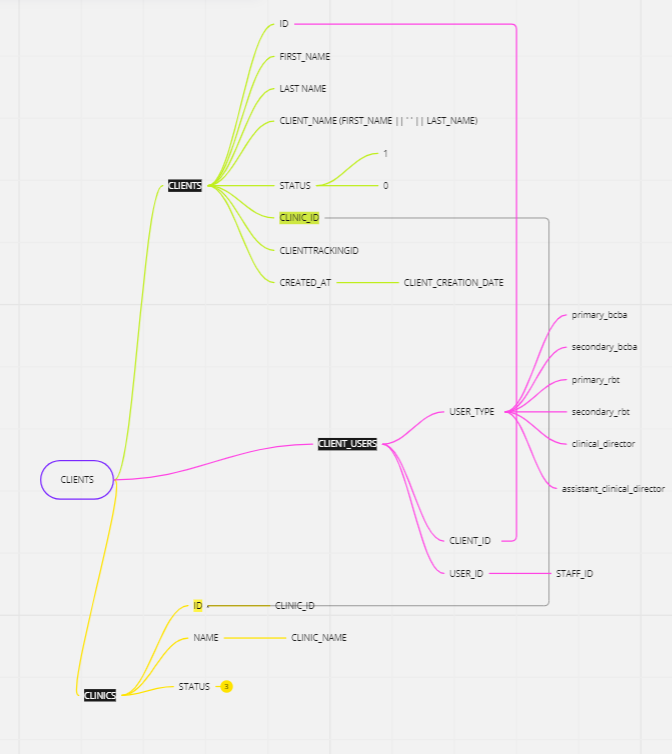 ID
FIRST_NAME
LAST NAME
CLIENT_NAME (FIRST_NAME || ' ' || LAST_NAME)
1
CLIENTS
STATUS
0
CLINIC_ID
CLIENTTRACKINGID
CREATED_AT
CLIENT_CREATION_DATE
primary_bcba
secondary_bcba
primary_rbt
USER_TYPE
secondary_rbt
CLIENT_USERS
clinical_director
CLIENTS
assistant_clinical_director
CLIENT_ID
USER_ID
STAFF_ID
ID
CLINIC_ID
NAME
CLINIC_NAME
STATUS
3
CLINICS